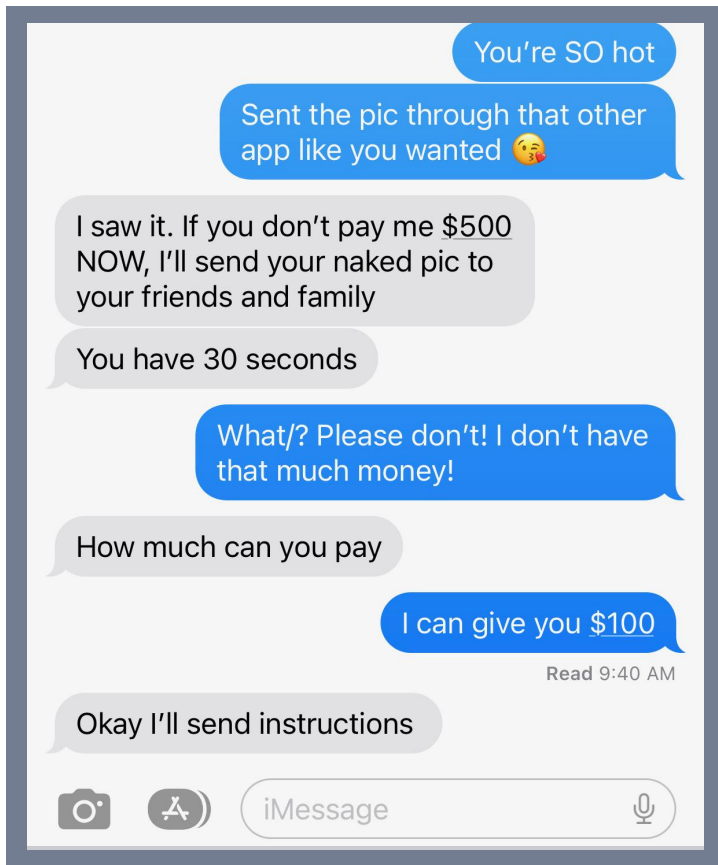 You're SO hot
Sent the pic through that other
app like you wanted 😘
I saw it. If you don't pay me $500
NOW, I'll send your naked pic to
your friends and family
You have 30 seconds
What/? Please don't! I don't have
that much money!
How much can you pay
I can give you $100
Read 9:40 AM
Okay I'll send instructions
iMessage